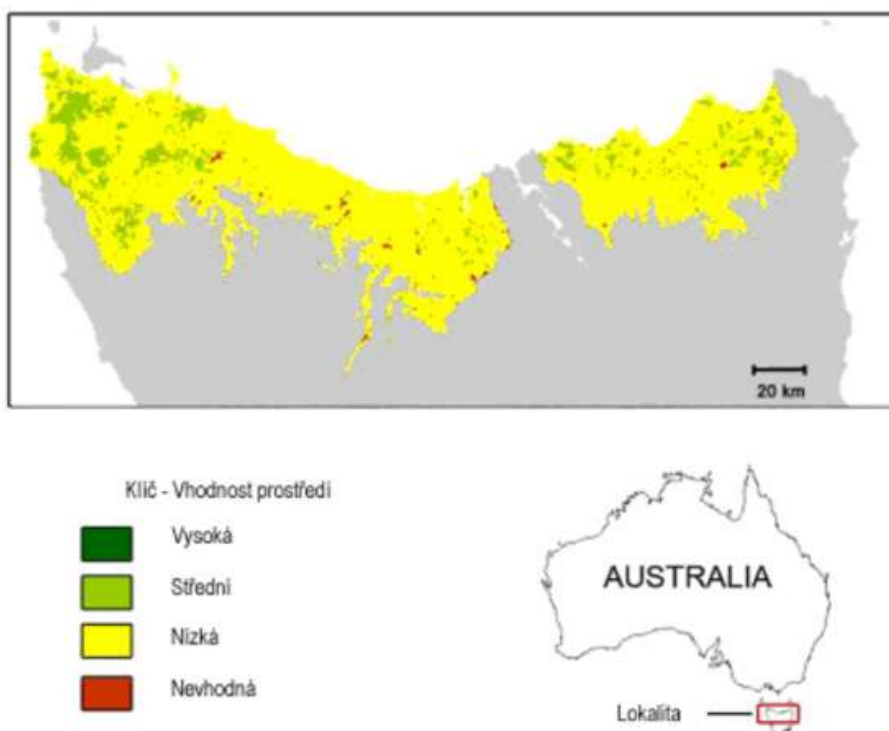 20 km
Klíč - Vhodnost prostředí
Vysoká
Střední
Nízká
Nevhodná
AUSTRALIA
Lokalita